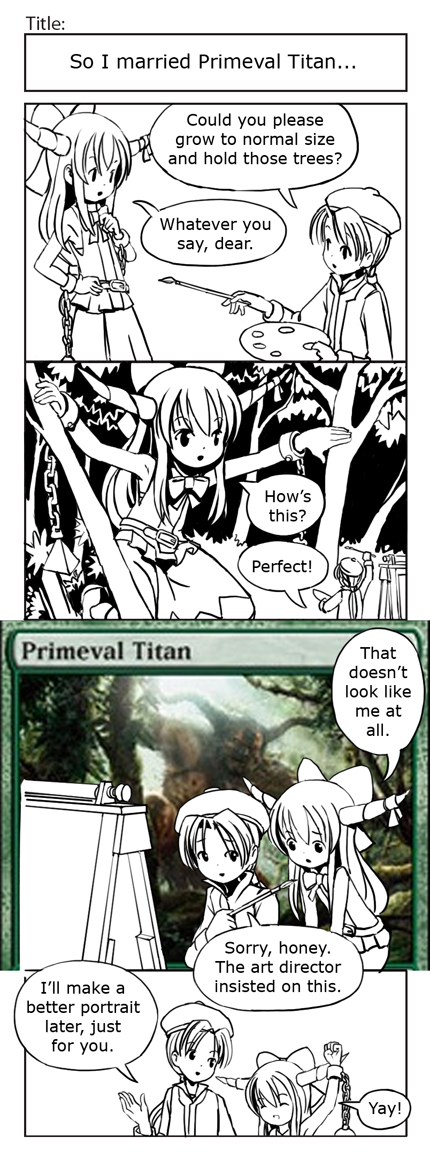 Title:
So I married Primeval Titan...
Could you please
grow to normal size
and hold those trees?
Whatever you
say, dear.
How's
this?
Perfect!
Primeval Titan
That
doesn't
look like
me at
all.
Sorry, honey.
The art director
insisted on this.
I'll make a
better portrait
later, just
for you.
Yay!